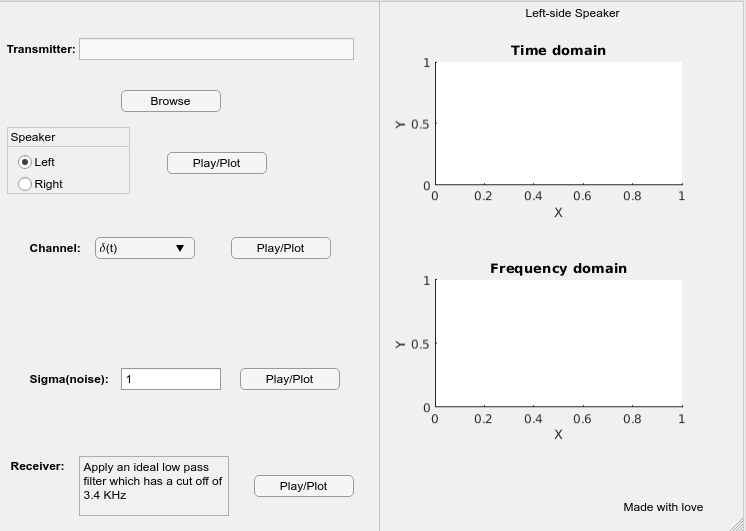 Transmitter:
Browse
Speaker
Left
Right
Play/Plot
Channel:
δ(t)
Play/Plot
Sigma(noise):
1
Play/Plot
Receiver:
Apply an ideal low pass
filter which has a cut off of
3.4 KHz
Play/Plot
Left-side Speaker
Time domain
1
0.5
0
Y
0 0.2 0.4 0.6 0.8 1
X
Frequency domain
1
0.5
0
Y
0 0.2 0.4 0.6 0.8 1
X
Made with love